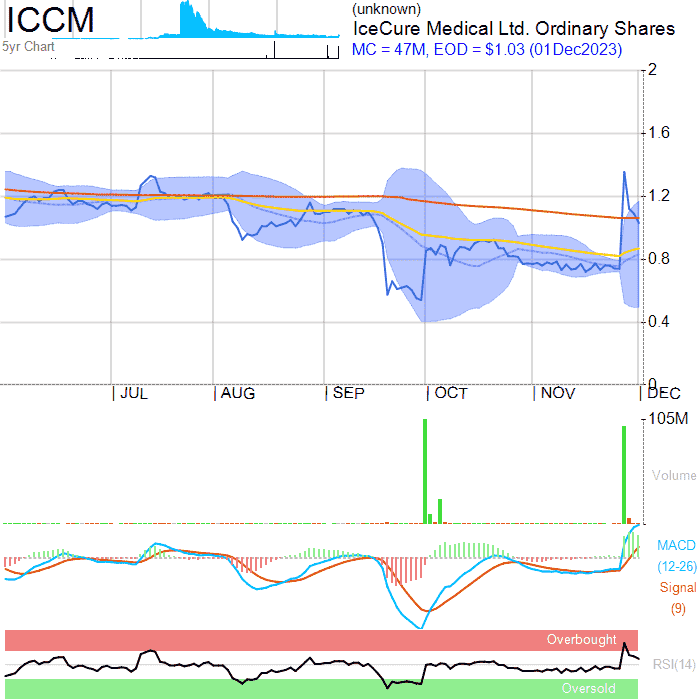 ICCM
(unknown)
IceCure Medical Ltd. Ordinary Shares
5yr Chart
MC = 47M, EOD = $1.03 (01Dec2023)
2
1.6
1.2
0.8
0.4
0
JUL AUG SEP OCT NOV DEC
105M
Volume
MACD
(12-26)
Signal
(9)
Overbought
RSI(14)
Oversold